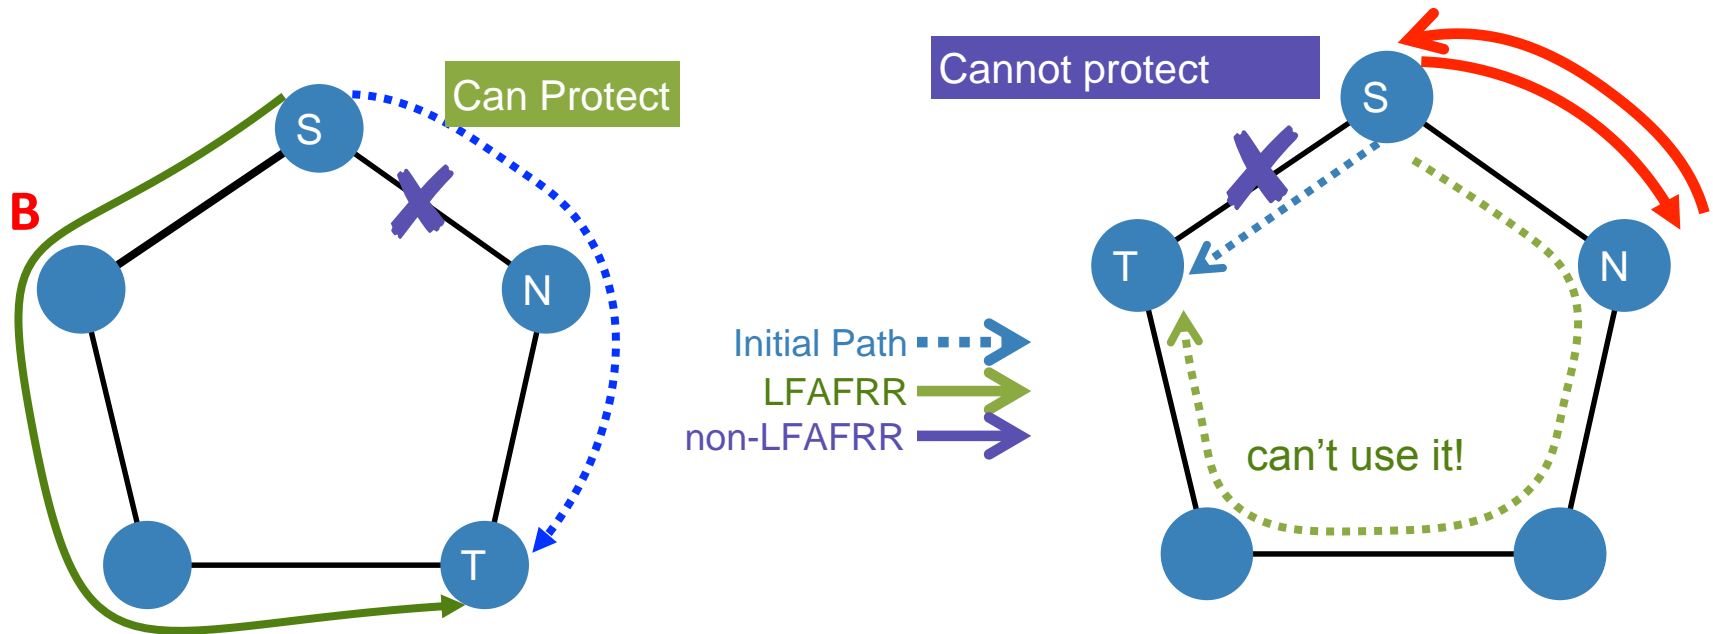 Can Protect
S
B
N
T
Initial Path
LFAFRR
non-LFAFRR
Cannot protect
S
T
N
can’t use it!